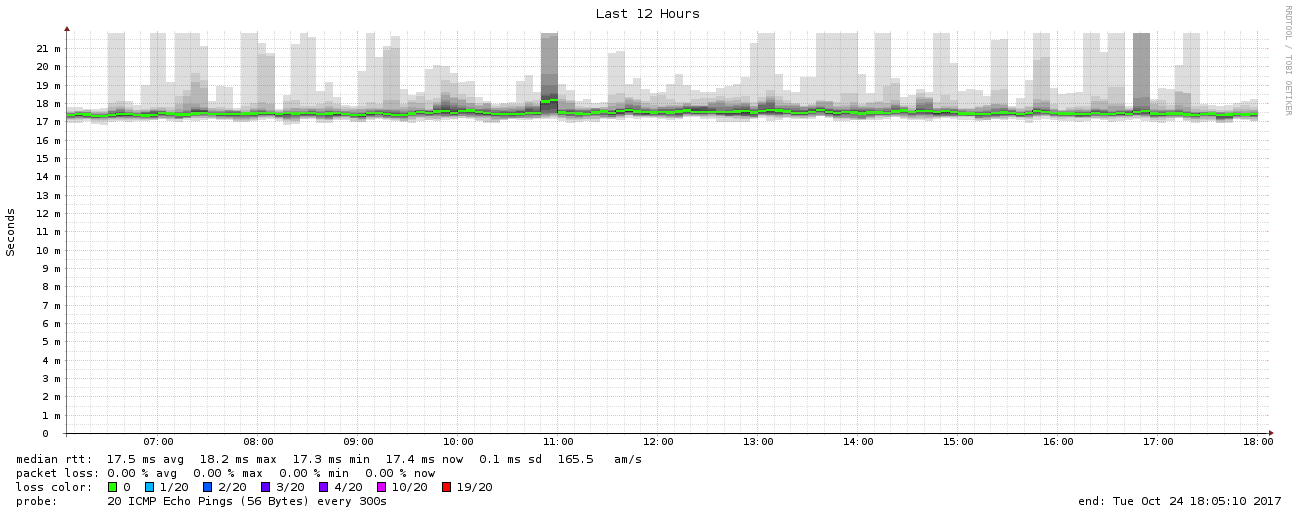 Last 12 Hours
RRDTOOL / TOBI OETIKER
Seconds
21 m
20 m
19 m
18 m
17 m
16 m
15 m
14 m
13 m
12 m
11 m
10 m
9 m
8 m
7 m
6 m
5 m
4 m
3 m
2 m
1 m
0
07:00 08:00 09:00 10:00 11:00 12:00 13:00 14:00 15:00 16:00 17:00 18:00
median rtt: 17.5 ms avg 18.2 ms max 17.3 ms min 17.4 ms now 0.1 ms sd 165.5 am/s
packet loss: 0.00 % avg 0.00 % max 0.00 % min 0.00 % now
loss color: 0 1/20 2/20 3/20 4/20 10/20 19/20
probe: 20 ICMP Echo Pings (56 Bytes) every 300s end: Tue Oct 24 18:05:10 2017